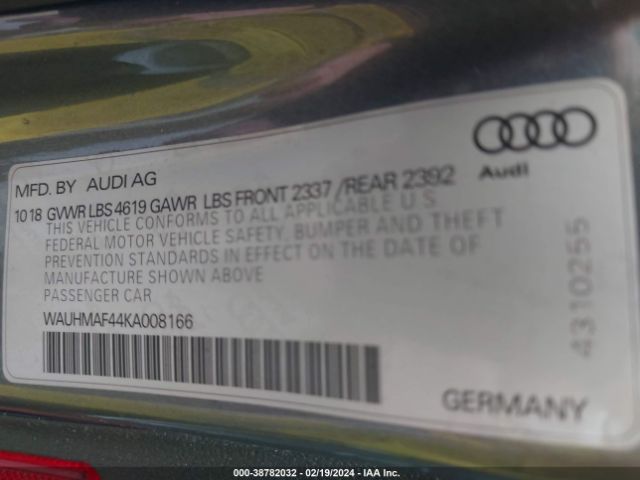 Audi
MFD. BY AUDI AG
10 18 GVWR LBS 4619 GAWR LBS FRONT 2337 / REAR 2392
THIS VEHICLE CONFORMS TO ALL APPLICABLE U S
FEDERAL MOTOR VEHICLE SAFETY, BUMPER AND THEFT
PREVENTION STANDARDS IN EFFECT ON THE DATE OF
MANUFACTURE SHOWN ABOVE
PASSENGER CAR
WAUHMAF44KA008166
4310255
GERMANY
000-38782032 - 02/19/2024 - IAA Inc.